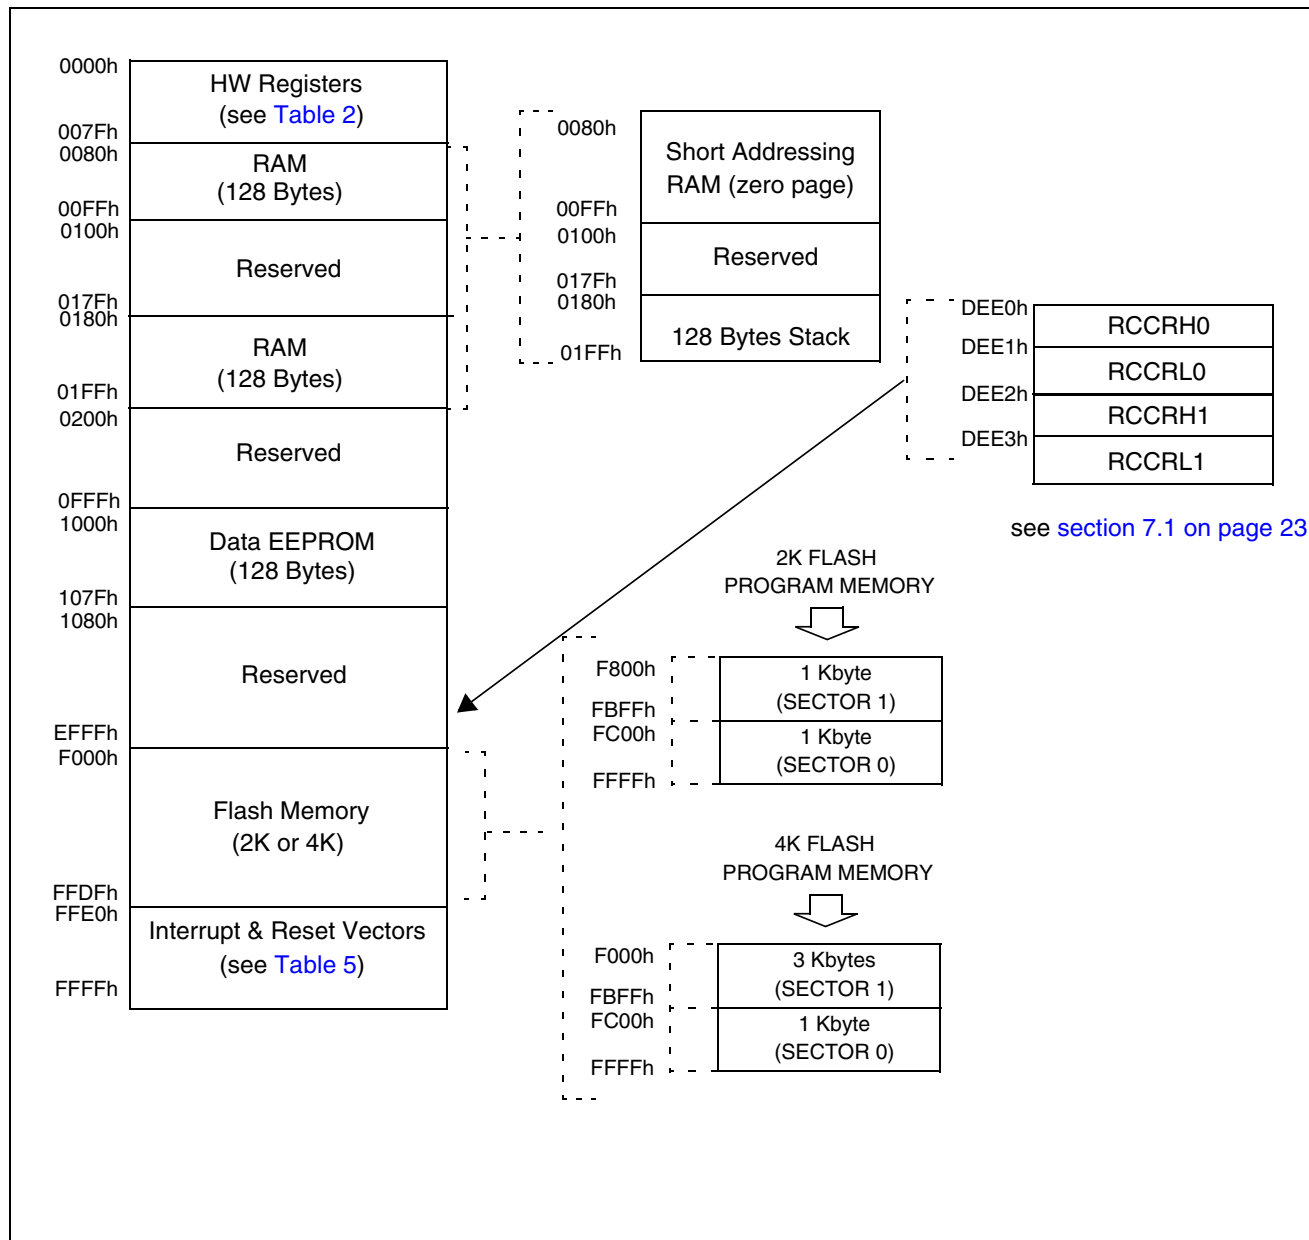 0000h
HW Registers
(see Table 2)
007Fh
0080h
RAM
(128 Bytes)
00FFh
0100h
Reserved
017Fh
0180h
RAM
(128 Bytes)
01FFh
0200h
Reserved
0FFFh
1000h
Data EEPROM
(128 Bytes)
107Fh
1080h
Reserved
EFFFh
F000h
Flash Memory
(2K or 4K)
FFDFh
FFE0h
Interrupt & Reset Vectors
(see Table 5)
FFFFh
0080h
Short Addressing
RAM (zero page)
00FFh
0100h
Reserved
017Fh
0180h
128 Bytes Stack
01FFh
DEE0h
RCCRH0
DEE1h
RCCRL0
DEE2h
RCCRH1
DEE3h
RCCRL1
see section 7.1 on page 23
2K FLASH
PROGRAM MEMORY
F800h
1 Kbyte
(SECTOR 1)
FBFFh
FC00h
1 Kbyte
(SECTOR 0)
FFFFh
4K FLASH
PROGRAM MEMORY
F000h
3 Kbytes
(SECTOR 1)
FBFFh
FC00h
1 Kbyte
(SECTOR 0)
FFFFh